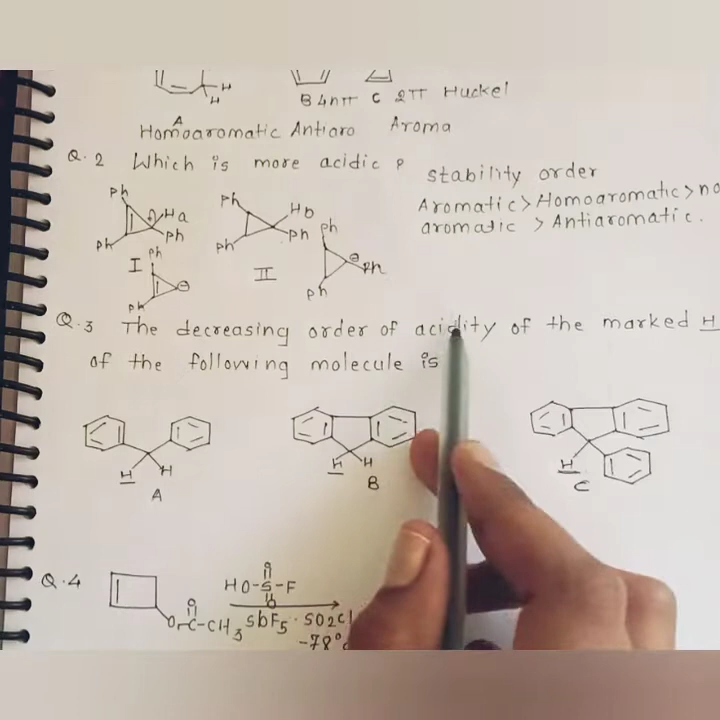 H
H
A B 4nπ C 2π Huckel
Homoaromatic Antiaro Aroma
Q.2 Which is more acidic ?
stability order
Aromatic > Homoaromatic > no
aromatic > Antiaromatic.
Ph Ha Ph Ph
I
Ph Hb Ph Ph
II
Ph Ph ⊖
Ph ⊖ Ph Ph
Q.3 The decreasing order of acidity of the marked H
of the following molecule is
H H
A
H H
B
H
C
Q.4
O
O-C-CH3
O
HO-S-F
O
SbF5 · SO2Cl
-78°